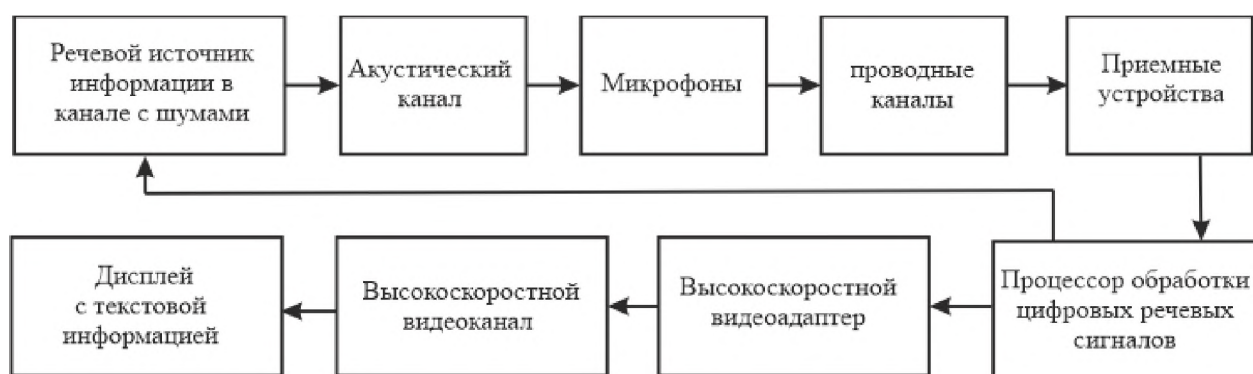 Речевой источник
информации в
канале с шумами
Акустический
канал
Микрофоны
проводные
каналы
Приемные
устройства
Дисплей
с текстовой
информацией
Высокоскоростной
видеоканал
Высокоскоростной
видеоадаптер
Процессор обработки
цифровых речевых
сигналов